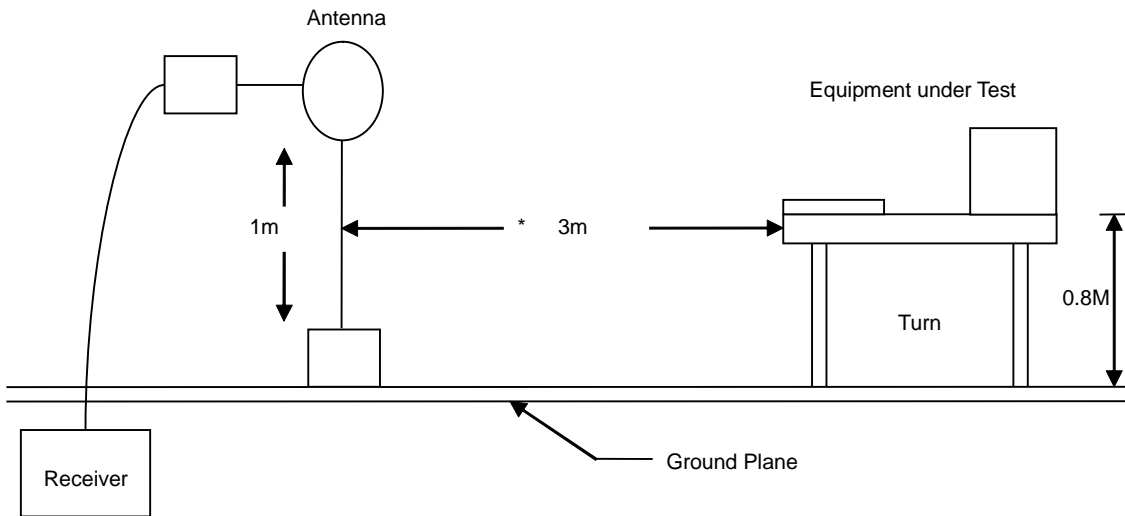 Antenna
Equipment under Test
1m
* 3m
0.8M
Turn
Ground Plane
Receiver